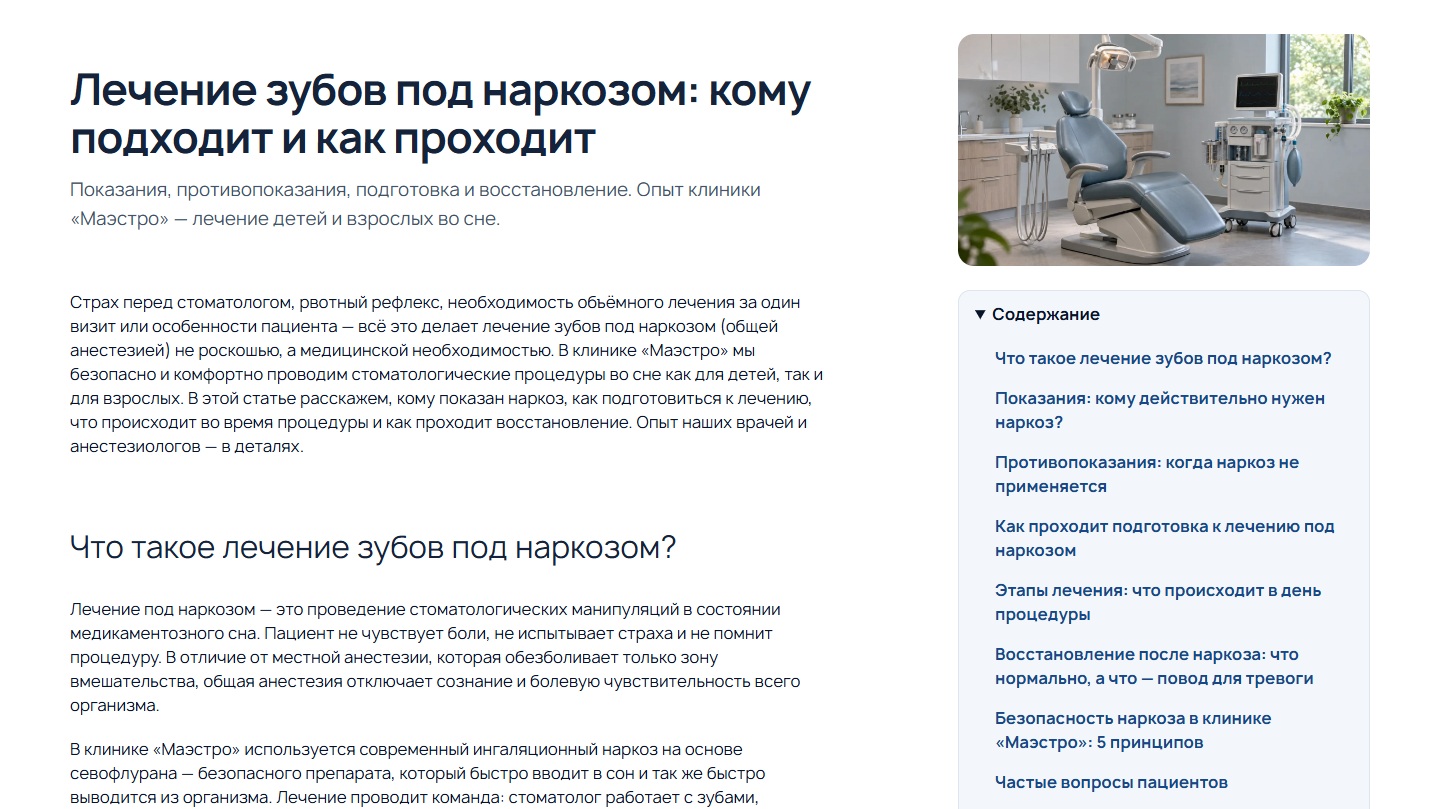 Лечение зубов под наркозом: кому
подходит и как проходит
Показания, противопоказания, подготовка и восстановление. Опыт клиники
«Маэстро» — лечение детей и взрослых во сне.
Страх перед стоматологом, рвотный рефлекс, необходимость объёмного лечения за один
визит или особенности пациента — всё это делает лечение зубов под наркозом (общей
анестезией) не роскошью, а медицинской необходимостью. В клинике «Маэстро» мы
безопасно и комфортно проводим стоматологические процедуры во сне как для детей, так и
для взрослых. В этой статье расскажем, кому показан наркоз, как подготовиться к лечению,
что происходит во время процедуры и как проходит восстановление. Опыт наших врачей и
анестезиологов — в деталях.
Что такое лечение зубов под наркозом?
Лечение под наркозом — это проведение стоматологических манипуляций в состоянии
медикаментозного сна. Пациент не чувствует боли, не испытывает страха и не помнит
процедуру. В отличие от местной анестезии, которая обезболивает только зону
вмешательства, общая анестезия отключает сознание и болевую чувствительность всего
организма.
В клинике «Маэстро» используется современный ингаляционный наркоз на основе
севофлурана — безопасного препарата, который быстро вводит в сон и так же быстро
выводится из организма. Лечение проводит команда: стоматолог работает с зубами,
Содержание
Что такое лечение зубов под наркозом?
Показания: кому действительно нужен
наркоз?
Противопоказания: когда наркоз не
применяется
Как проходит подготовка к лечению под
наркозом
Этапы лечения: что происходит в день
процедуры
Восстановление после наркоза: что
нормально, а что — повод для тревоги
Безопасность наркоза в клинике
«Маэстро»: 5 принципов
Частые вопросы пациентов